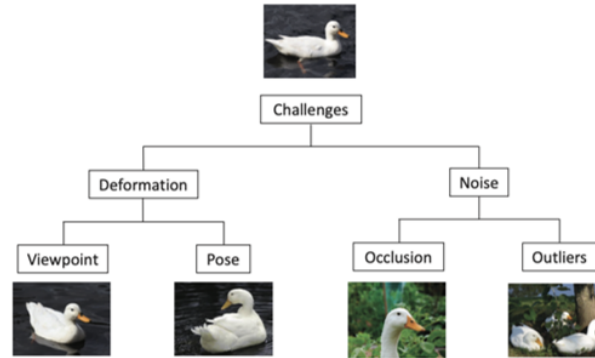 Challenges
Deformation
Noise
Viewpoint
Pose
Occlusion
Outliers